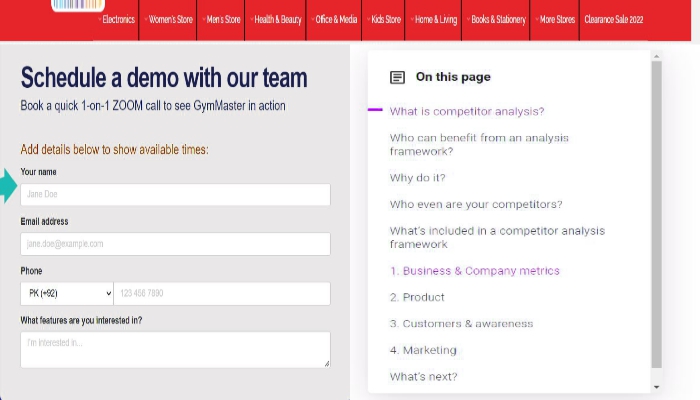 Electronics Women's Store Men's Store Health & Beauty Office & Media Kids Store Home & Living Books & Stationery More Stores Clearance Sale 2022
Schedule a demo with our team
Book a quick 1-on-1 ZOOM call to see GymMaster in action
Add details below to show available times:
Your name
Jane Doe
Email address
jane.doe@example.com
Phone
PK (+92) 123 456 7890
What features are you interested in?
I'm interested in...
On this page
What is competitor analysis?
Who can benefit from an analysis
framework?
Why do it?
Who even are your competitors?
What's included in a competitor analysis
framework
1. Business & Company metrics
2. Product
3. Customers & awareness
4. Marketing
What's next?